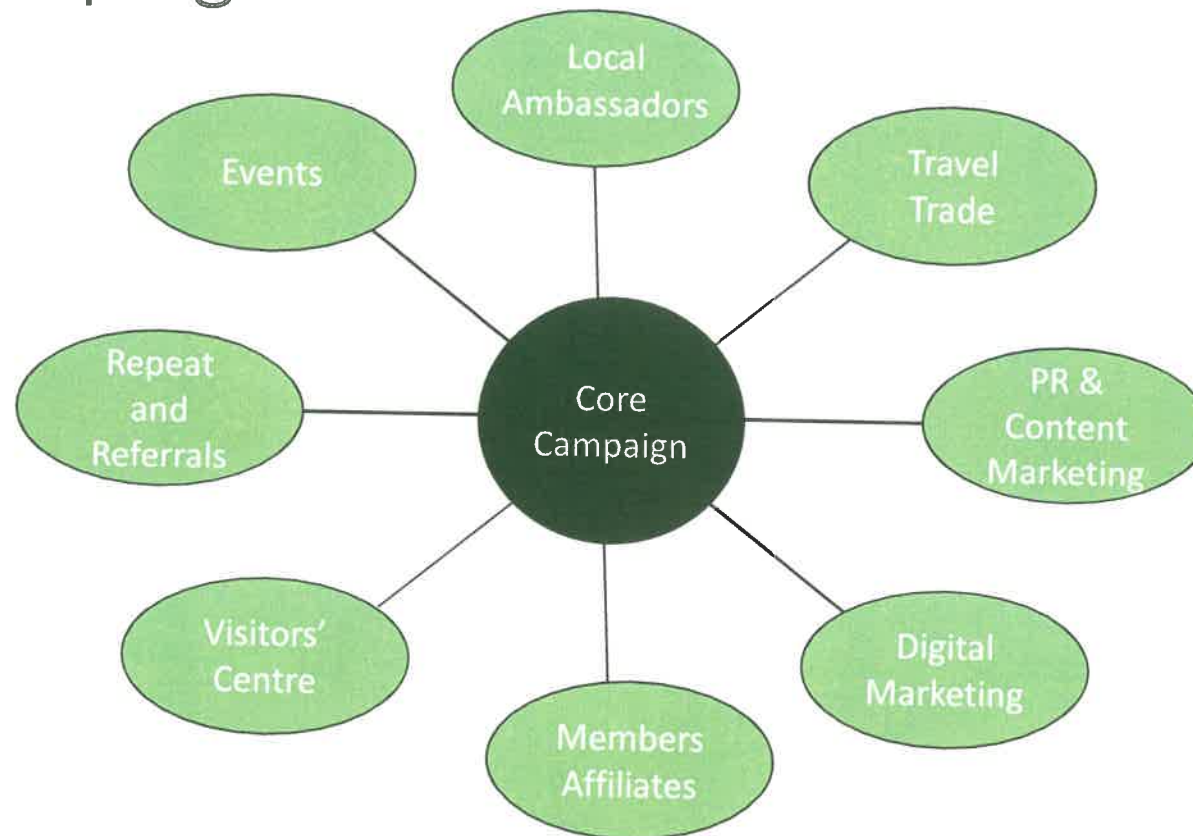 Local
Ambassadors
Travel
Trade
Events
Repeat
and
Referrals
Core
Campaign
PR &
Content
Marketing
Visitors’
Centre
Digital
Marketing
Members
Affiliates